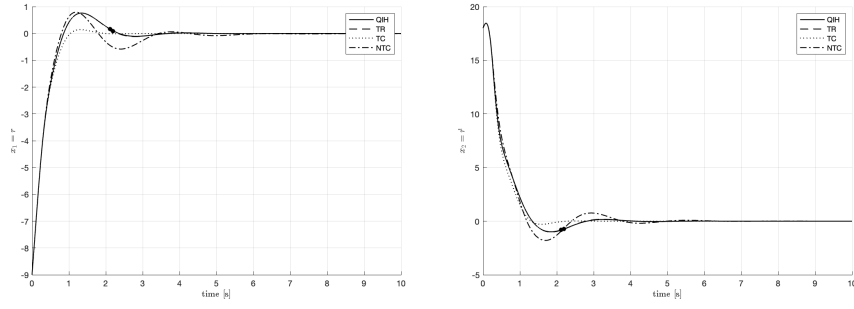 1
0
-1
-2
-3
-4
-5
-6
-7
-8
-9
0 1 2 3 4 5 6 7 8 9 10
x₁ = r
time [s]
QIH
TR
TC
NTC
20
15
10
5
0
-5
0 1 2 3 4 5 6 7 8 9 10
x₂ = ṙ
time [s]
QIH
TR
TC
NTC